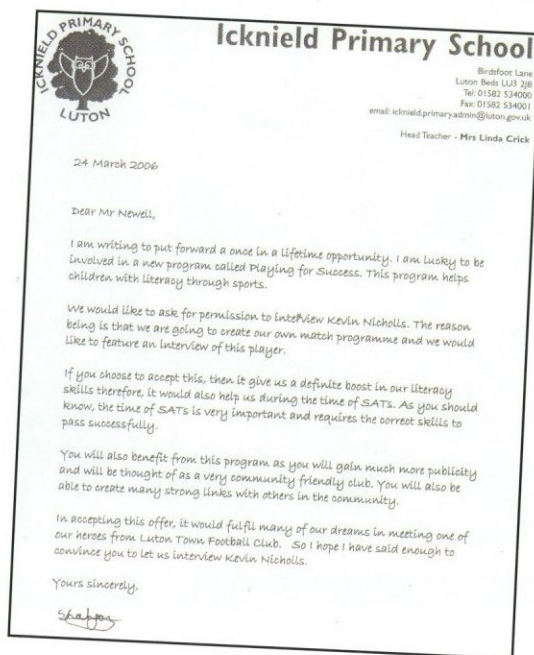 ICKNIELD PRIMARY SCHOOL
LUTON
Icknield Primary School
Birdsfoot Lane
Luton Beds LU3 2JB
Tel: 01582 534000
Fax: 01582 534001
email: icknield.primary.admin@luton.gov.uk
Head Teacher - Mrs Linda Crick
24 March 2006
Dear Mr Newell,
I am writing to put forward a once in a lifetime opportunity. I am lucky to be
involved in a new program called Playing for Success. This program helps
children with literacy through sports.
We would like to ask for permission to interview Kevin Nicholls. The reason
being is that we are going to create our own match programme and we would
like to feature an interview of this player.
If you choose to accept this, then it give us a definite boost in our literacy
skills therefore, it would also help us during the time of SATs. As you should
know, the time of SATs is very important and requires the correct skills to
pass successfully.
You will also benefit from this program as you will gain much more publicity
and will be thought of as a very community friendly club. You will also be
able to create many strong links with others in the community.
In accepting this offer, it would fulfil many of our dreams in meeting one of
our heroes from Luton Town Football Club. So I hope I have said enough to
convince you to let us interview Kevin Nicholls.
Yours sincerely,